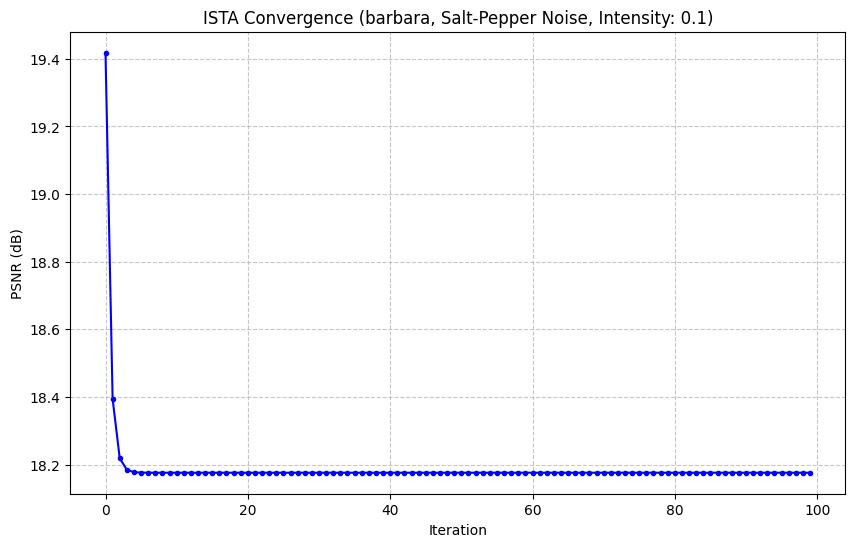 ISTA Convergence (barbara, Salt-Pepper Noise, Intensity: 0.1)
PSNR (dB)
19.4
19.2
19.0
18.8
18.6
18.4
18.2
0 20 40 60 80 100
Iteration